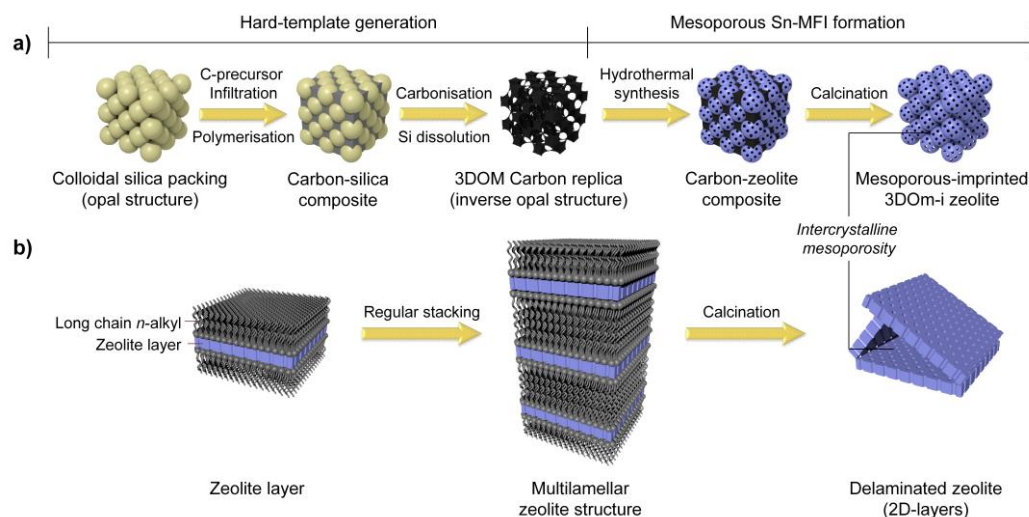 Hard-template generation
Mesoporous Sn-MFI formation
a)
C-precursor
Infiltration
Polymerisation
Carbonisation
Si dissolution
Hydrothermal
synthesis
Calcination
Colloidal silica packing
(opal structure)
Carbon-silica
composite
3DOM Carbon replica
(inverse opal structure)
Carbon-zeolite
composite
Mesoporous-imprinted
3DOm-i zeolite
Intercrystalline
mesoporosity
b)
Long chain n-alkyl
Zeolite layer
Regular stacking
Calcination
Zeolite layer
Multilamellar
zeolite structure
Delaminated zeolite
(2D-layers)